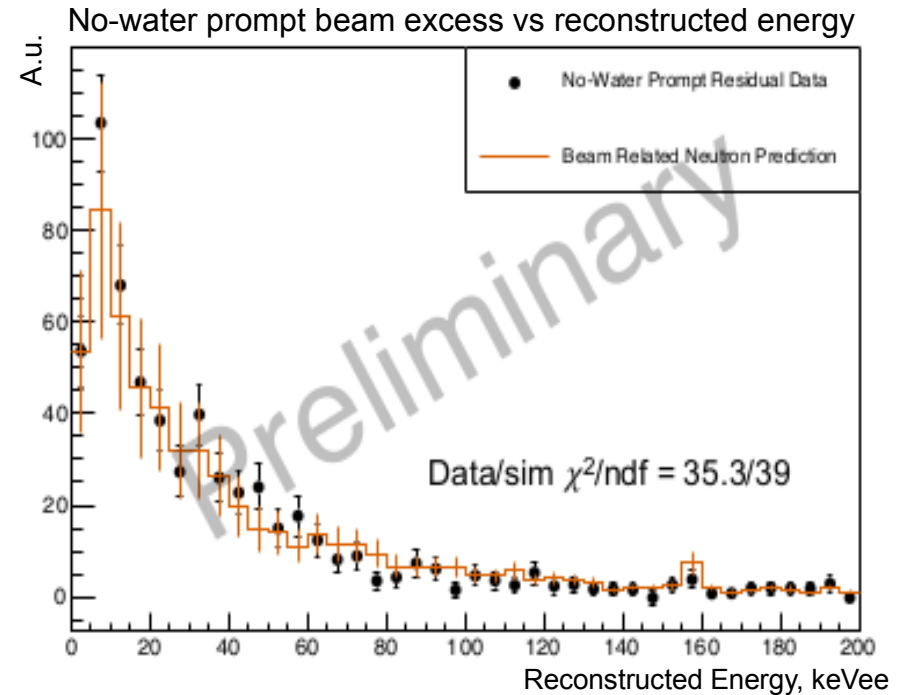 No-water prompt beam excess vs reconstructed energy
A.u.
No-Water Prompt Residual Data
Beam Related Neutron Prediction
Preliminary
Data/sim χ²/ndf = 35.3/39
100
80
60
40
20
0
0 20 40 60 80 100 120 140 160 180 200
Reconstructed Energy, keVee